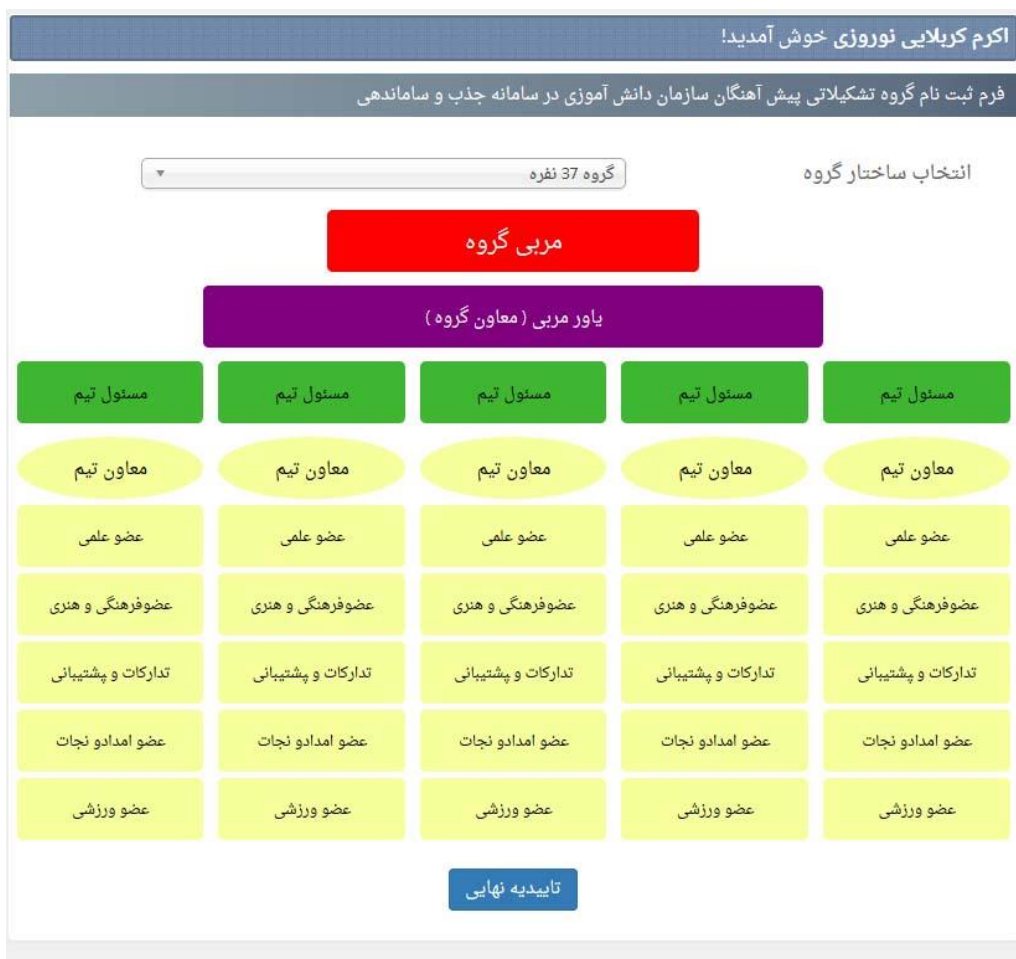 اکرم کربلایی نوروزی خوش آمدید!
فرم ثبت نام گروه تشکیلاتی پیش آهنگان سازمان دانش آموزی در سامانه جذب و ساماندهی
انتخاب ساختار گروه گروه 37 نفره
مربی گروه
یاور مربی ( معاون گروه )
مسئول تیم مسئول تیم مسئول تیم مسئول تیم مسئول تیم
معاون تیم معاون تیم معاون تیم معاون تیم معاون تیم
عضو علمی عضو علمی عضو علمی عضو علمی عضو علمی
عضوفرهنگی و هنری عضوفرهنگی و هنری عضوفرهنگی و هنری عضوفرهنگی و هنری عضوفرهنگی و هنری
تدارکات و پشتیبانی تدارکات و پشتیبانی تدارکات و پشتیبانی تدارکات و پشتیبانی تدارکات و پشتیبانی
عضو امدادو نجات عضو امدادو نجات عضو امدادو نجات عضو امدادو نجات عضو امدادو نجات
عضو ورزشی عضو ورزشی عضو ورزشی عضو ورزشی عضو ورزشی
تاییدیه نهایی